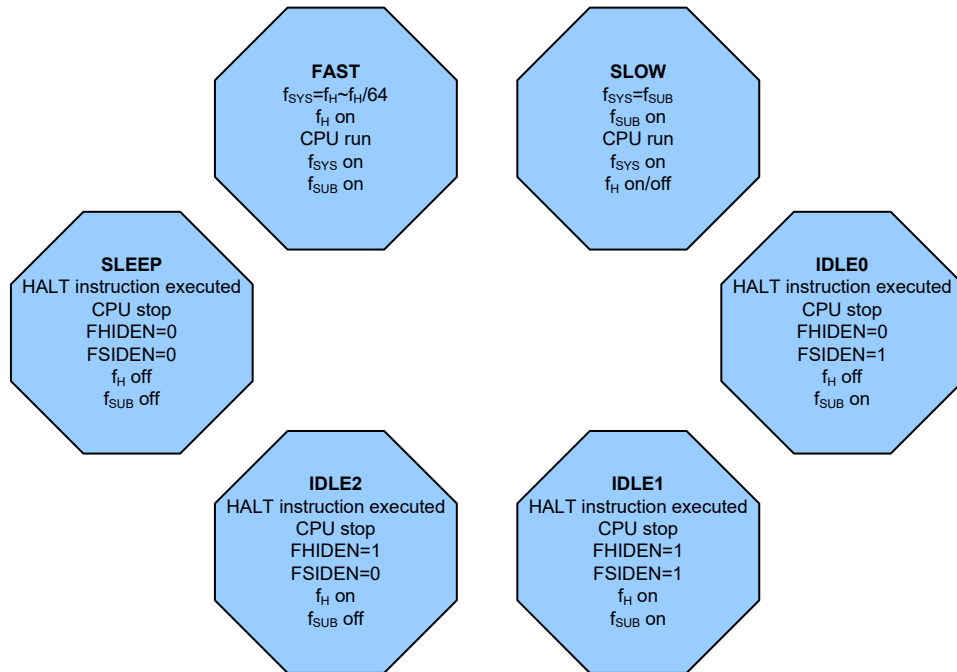 FAST
fSYS=fH~fH/64
fH on
CPU run
fSYS on
fSUB on
SLOW
fSYS=fSUB
fSUB on
CPU run
fSYS on
fH on/off
SLEEP
HALT instruction executed
CPU stop
FHIDEN=0
FSIDEN=0
fH off
fSUB off
IDLE0
HALT instruction executed
CPU stop
FHIDEN=0
FSIDEN=1
fH off
fSUB on
IDLE2
HALT instruction executed
CPU stop
FHIDEN=1
FSIDEN=0
fH on
fSUB off
IDLE1
HALT instruction executed
CPU stop
FHIDEN=1
FSIDEN=1
fH on
fSUB on